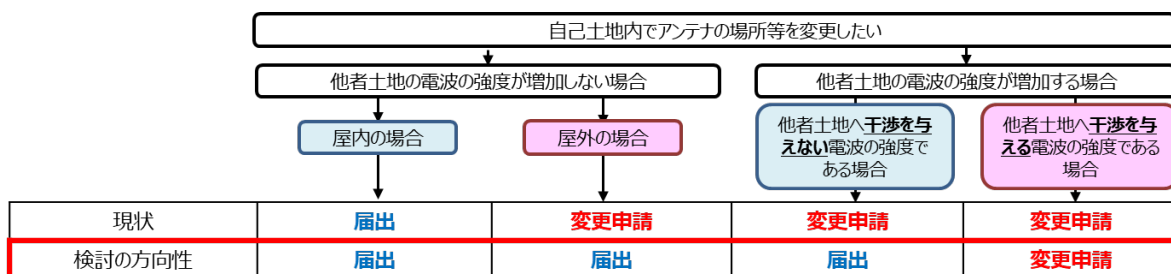 自己土地内でアンテナの場所等を変更したい
他者土地の電波の強度が増加しない場合
他者土地の電波の強度が増加する場合
屋内の場合
屋外の場合
他者土地へ干渉を与
えない電波の強度で
ある場合
他者土地へ干渉を与
える電波の強度である
場合
現状 届出 変更申請 変更申請 変更申請
検討の方向性 届出 届出 届出 変更申請